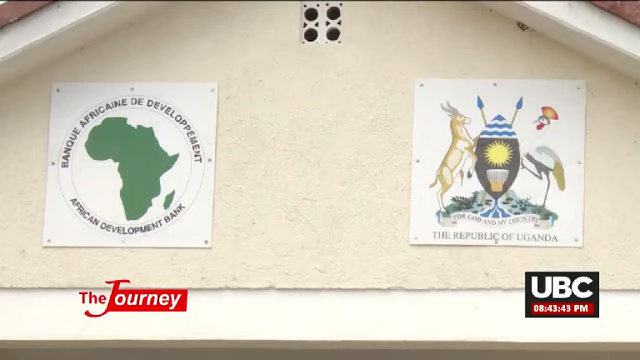 BANQUE AFRICAINE DE DEVELOPPEMENT
AFRICAN DEVELOPMENT BANK
FOR GOD AND MY COUNTRY
THE REPUBLIC OF UGANDA
The Journey
UBC
08:43:43 PM